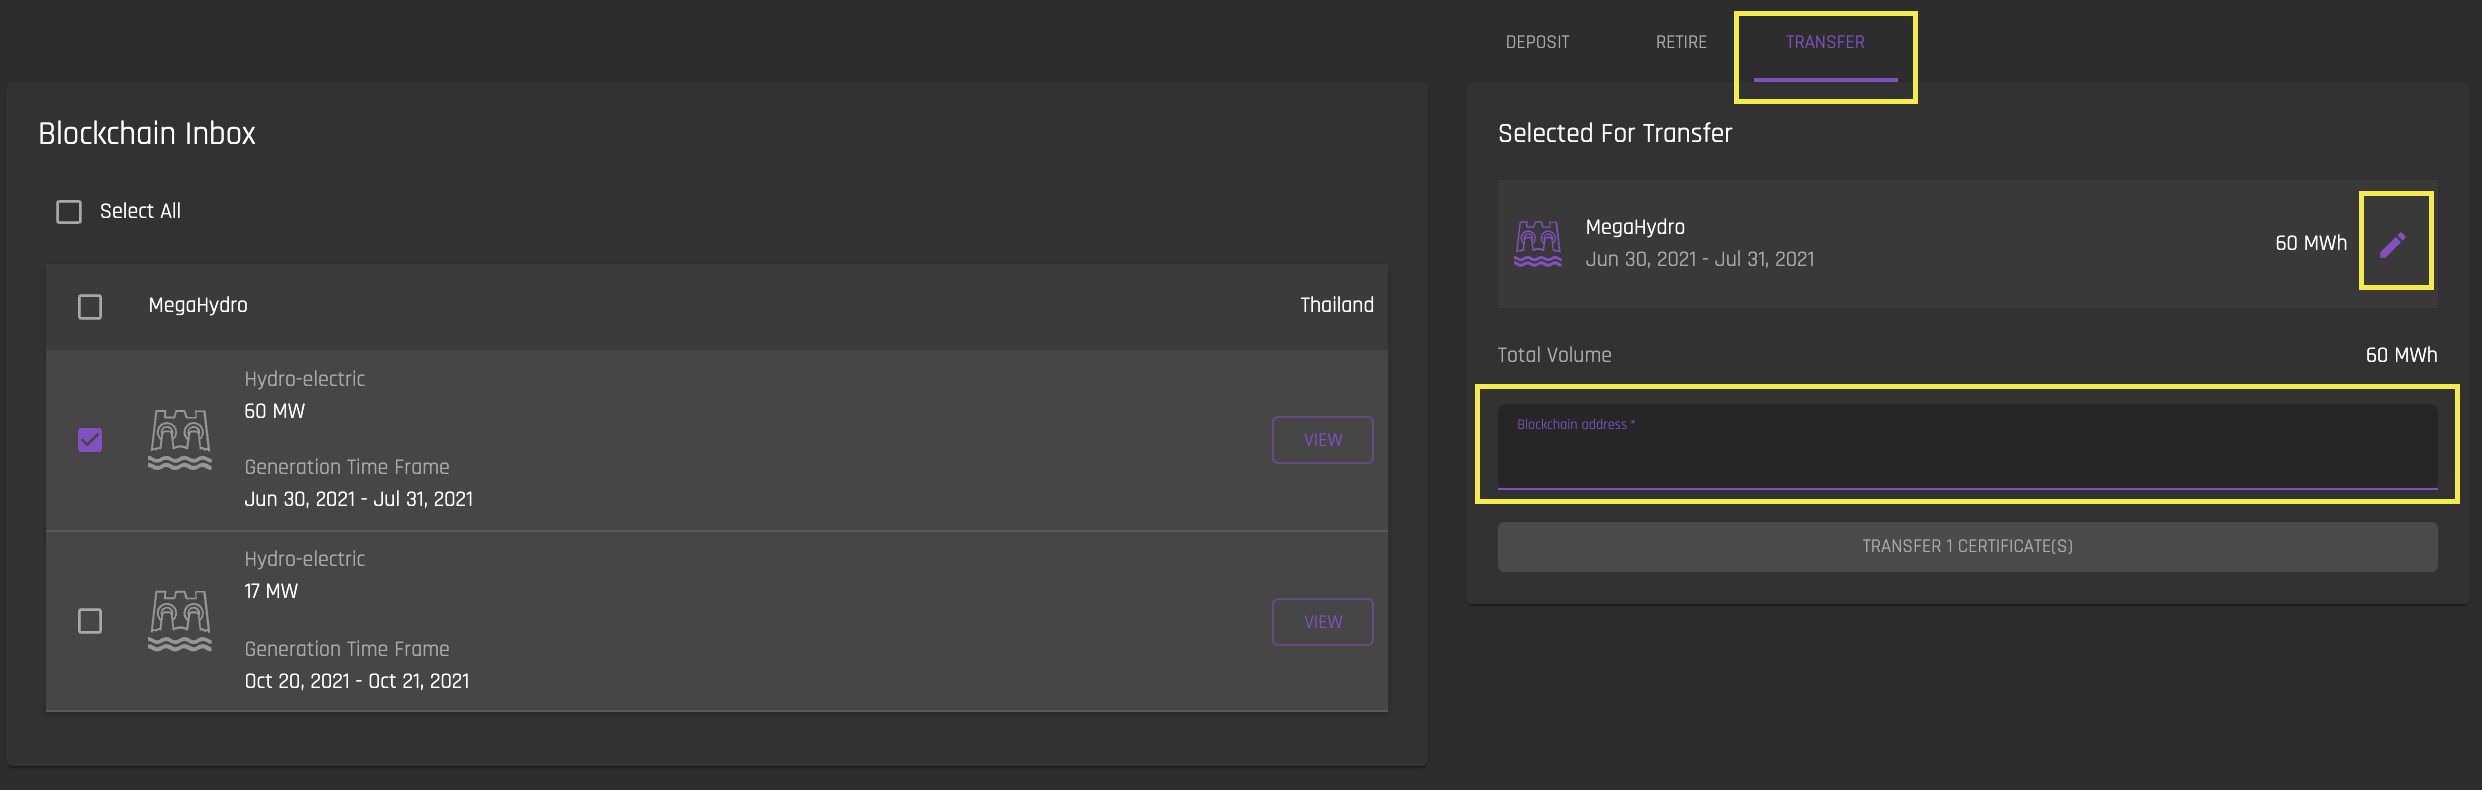 DEPOSIT
RETIRE
TRANSFER
Blockchain Inbox
Select All
MegaHydro
Thailand
Hydro-electric
60 MW
Generation Time Frame
Jun 30, 2021 - Jul 31, 2021
VIEW
Hydro-electric
17 MW
Generation Time Frame
Oct 20, 2021 - Oct 21, 2021
VIEW
Selected For Transfer
MegaHydro
Jun 30, 2021 - Jul 31, 2021
60 MWh
Total Volume
60 MWh
Blockchain address *
TRANSFER 1 CERTIFICATE(S)